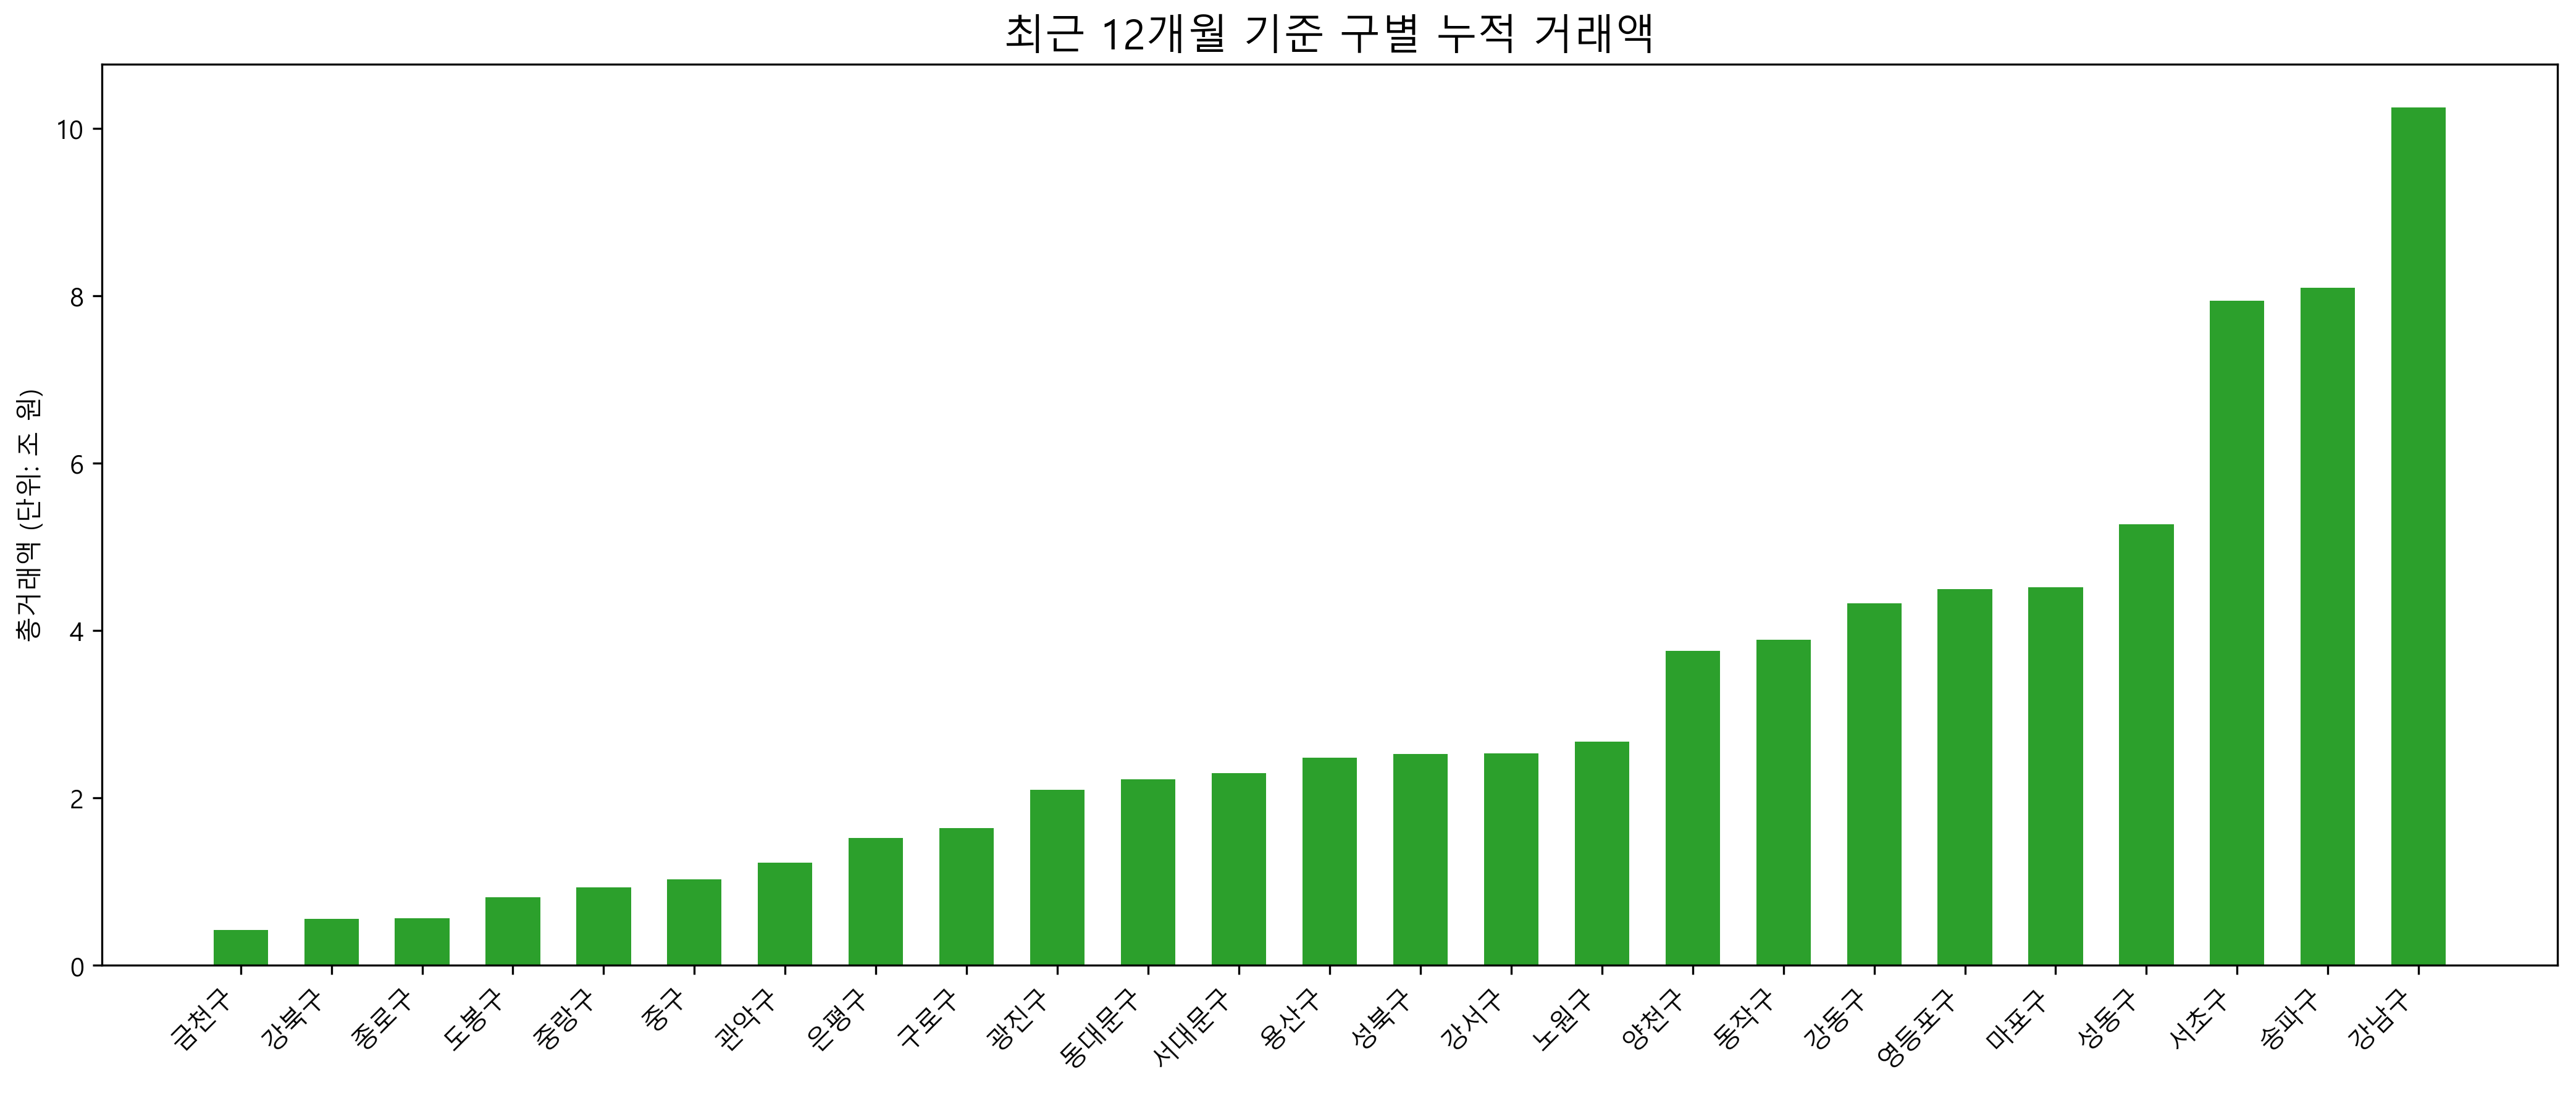 최근 12개월 기준 구별 누적 거래액
총거래액 (단위: 조 원)
10
8
6
4
2
0
금천구
강북구
종로구
도봉구
중랑구
중구
관악구
은평구
구로구
광진구
동대문구
서대문구
용산구
성북구
강서구
노원구
양천구
동작구
강동구
영등포구
마포구
성동구
서초구
송파구
강남구